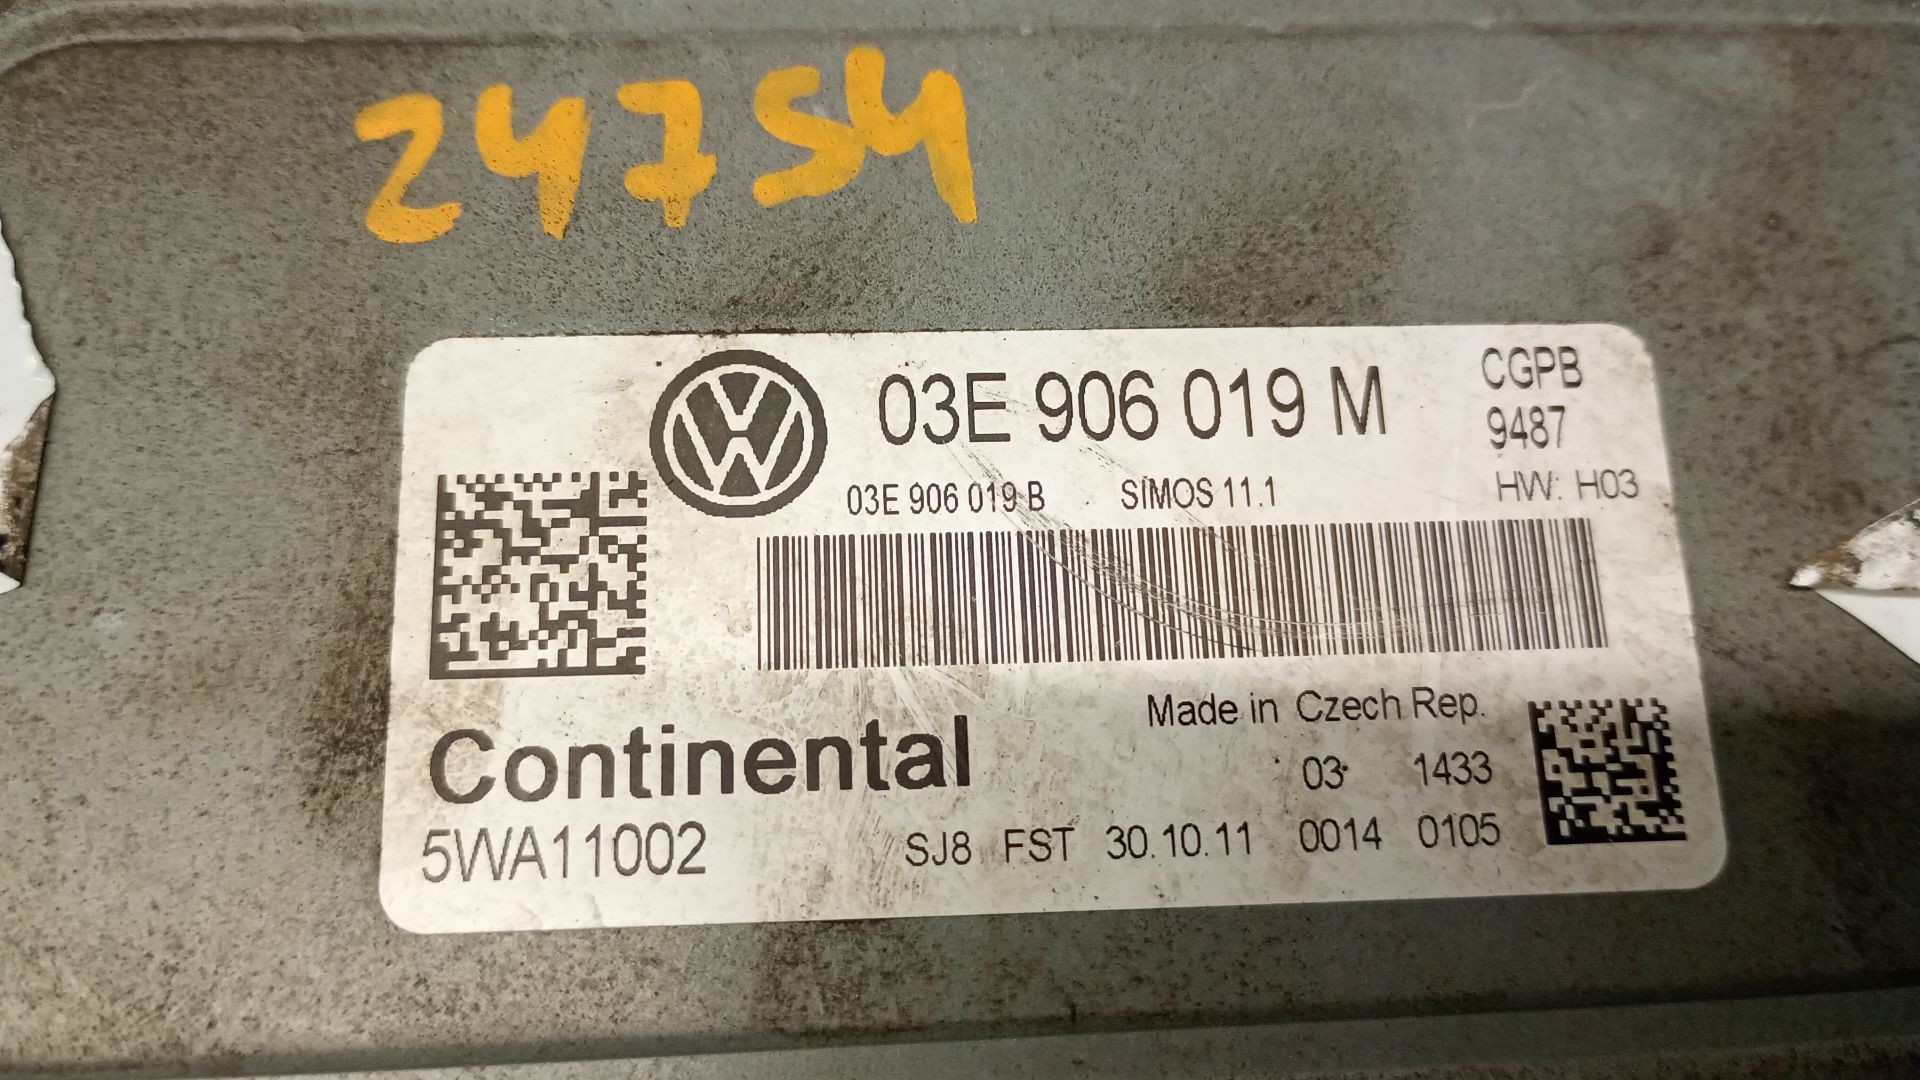 24754
03E 906 019 M
CGPB
9487
03E 906 019 B SIMOS 11.1
HW: H03
Made in Czech Rep.
Continental
03 1433
5WA11002
SJ8 FST 30.10.11 0014 0105